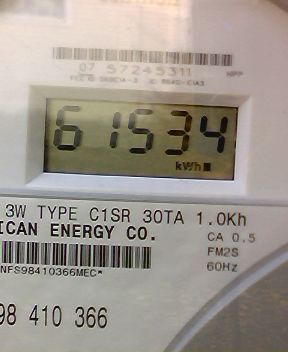 07 57245311 HPP
61534
kWh
3W TYPE C1SR 30TA 1.0Kh
ICAN ENERGY CO. CA 0.5
FM2S
NFS98410366MEC* 60Hz
98 410 366